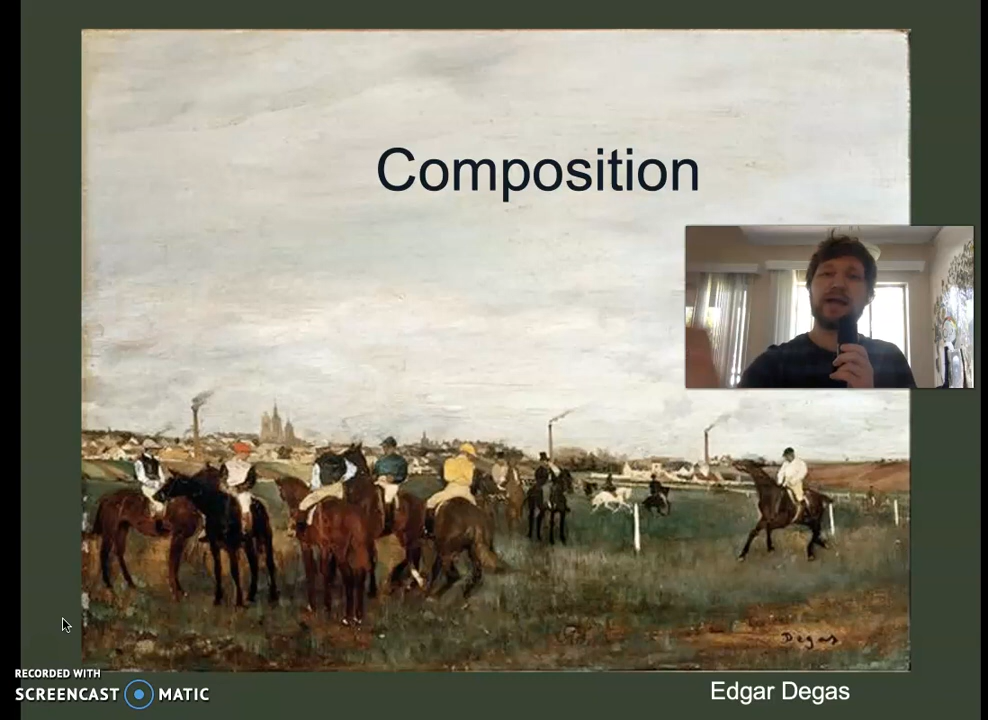 Composition
Degas
Edgar Degas
RECORDED WITH
SCREENCAST MATIC